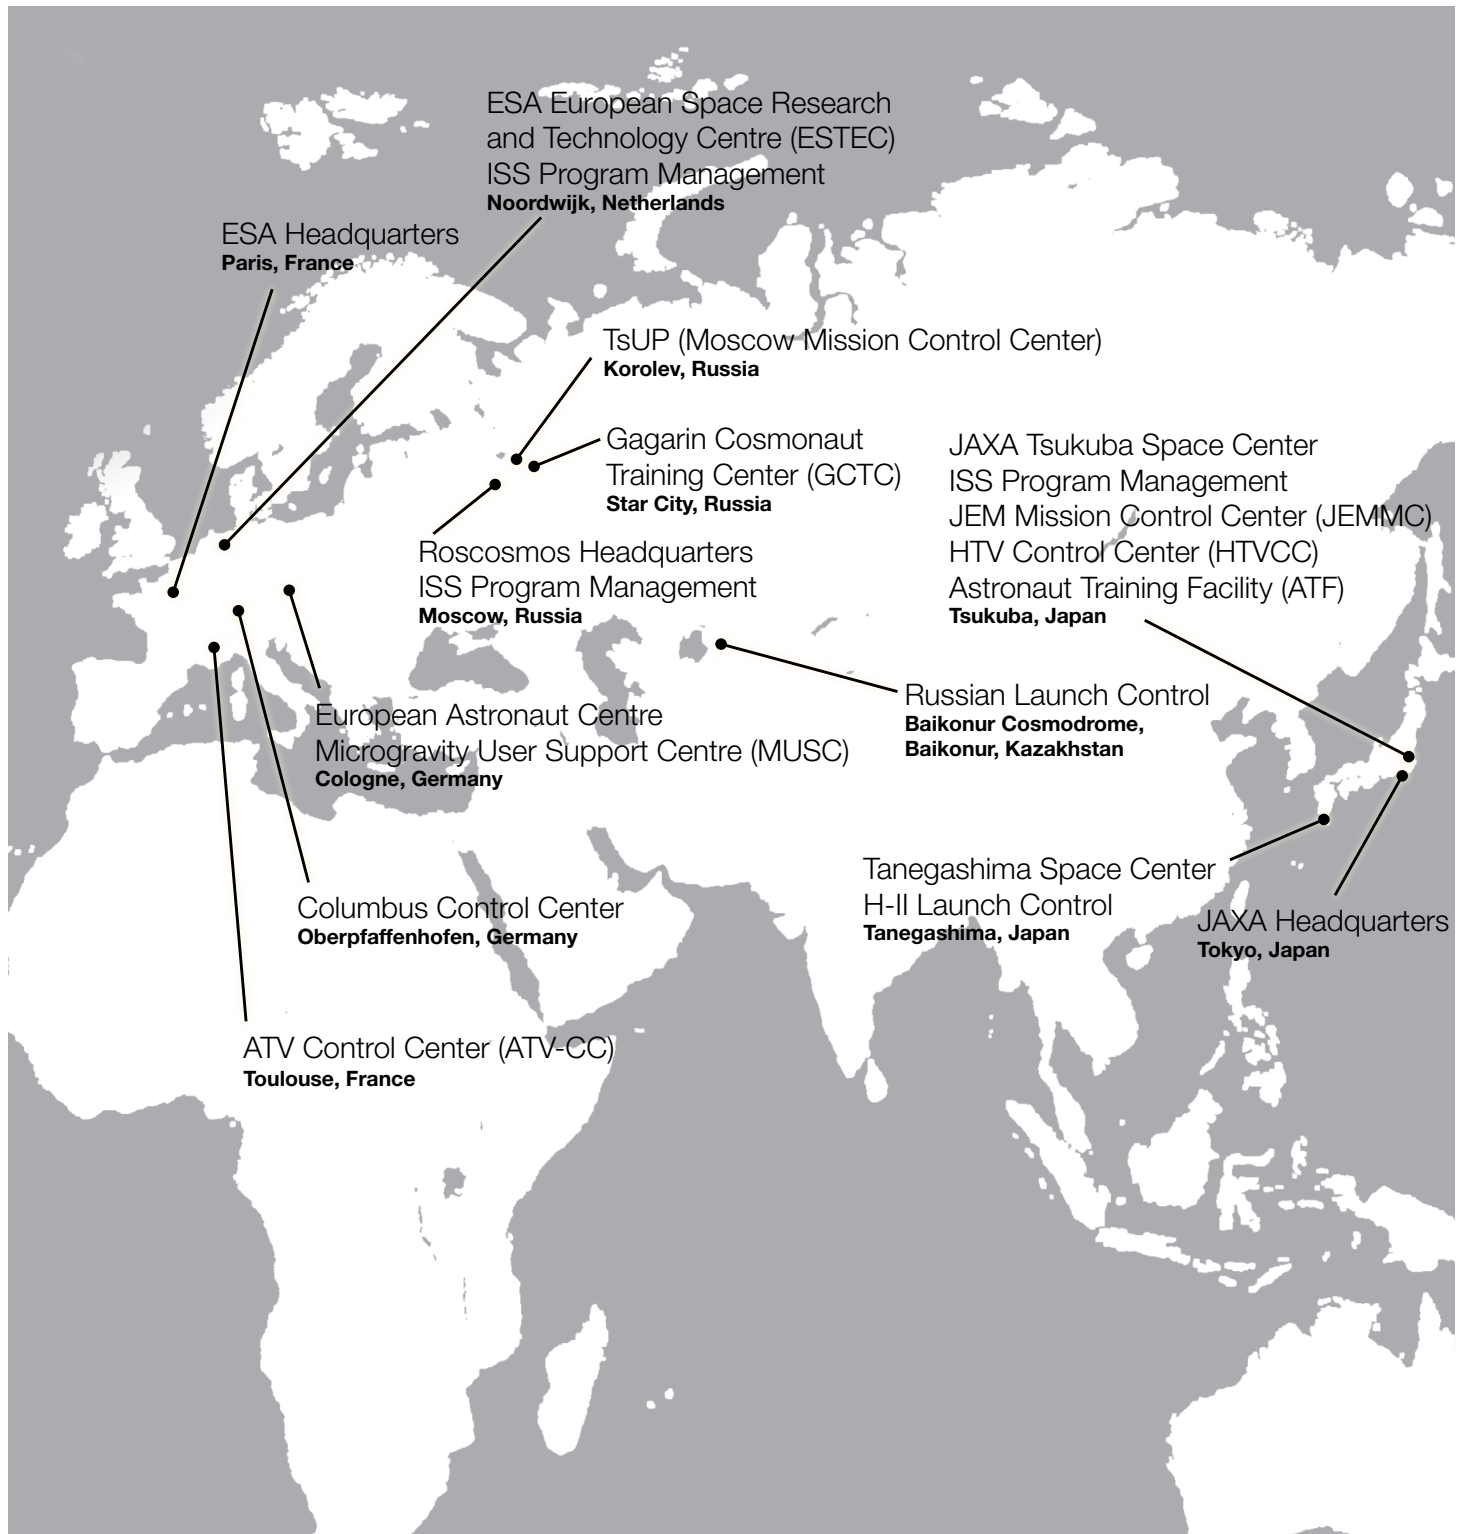 ESA European Space Research
and Technology Centre (ESTEC)
ISS Program Management
Noordwijk, Netherlands
ESA Headquarters
Paris, France
TsUP (Moscow Mission Control Center)
Korolev, Russia
Gagarin Cosmonaut
Training Center (GCTC)
Star City, Russia
JAXA Tsukuba Space Center
ISS Program Management
JEM Mission Control Center (JEMMC)
HTV Control Center (HTVCC)
Astronaut Training Facility (ATF)
Tsukuba, Japan
Roscosmos Headquarters
ISS Program Management
Moscow, Russia
Russian Launch Control
Baikonur Cosmodrome,
Baikonur, Kazakhstan
European Astronaut Centre
Microgravity User Support Centre (MUSC)
Cologne, Germany
Tanegashima Space Center
H-II Launch Control
Tanegashima, Japan
JAXA Headquarters
Tokyo, Japan
Columbus Control Center
Oberpfaffenhofen, Germany
ATV Control Center (ATV-CC)
Toulouse, France